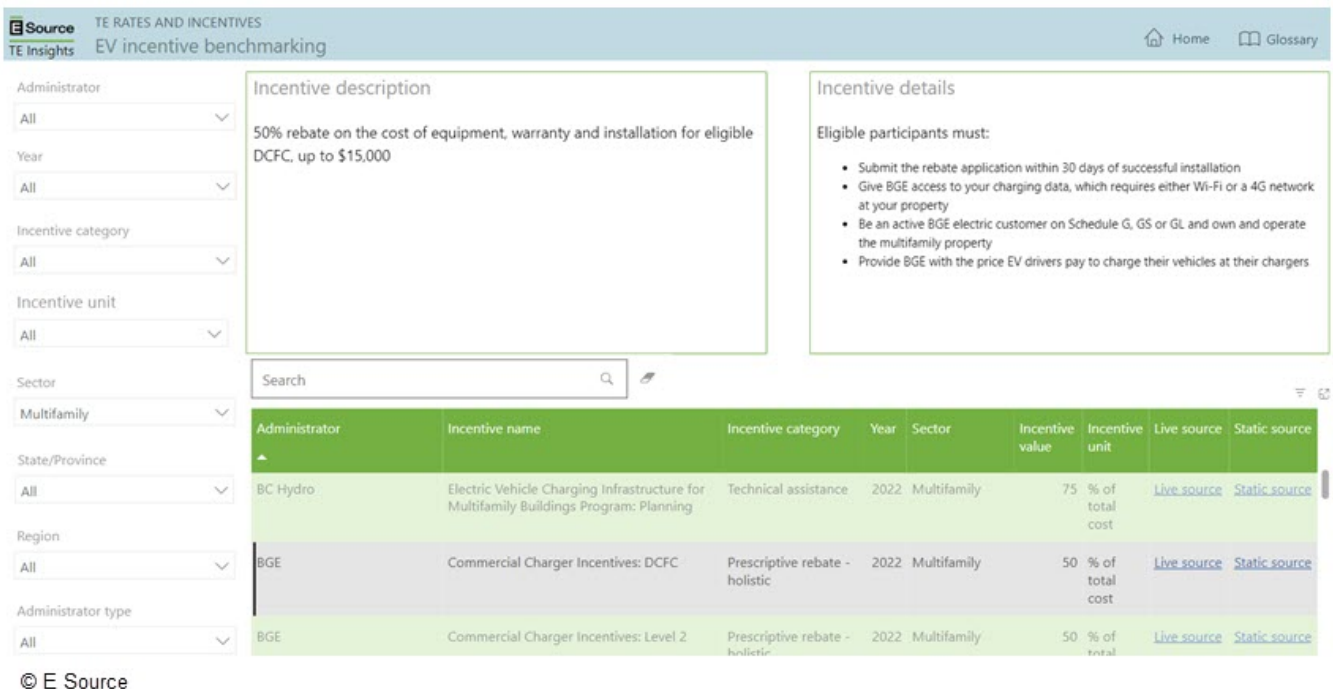 E Source
TE Insights
TE RATES AND INCENTIVES
EV incentive benchmarking
Home
Glossary
Administrator
All
Year
All
Incentive category
All
Incentive unit
All
Sector
Multifamily
State/Province
All
Region
All
Administrator type
All
Incentive description
50% rebate on the cost of equipment, warranty and installation for eligible
DCFC, up to $15,000
Incentive details
Eligible participants must:
• Submit the rebate application within 30 days of successful installation
• Give BGE access to your charging data, which requires either Wi-Fi or a 4G network
at your property
• Be an active BGE electric customer on Schedule G, GS or GL and own and operate
the multifamily property
• Provide BGE with the price EV drivers pay to charge their vehicles at their chargers
Search
Administrator Incentive name Incentive category Year Sector Incentive Incentive Live source Static source
value unit
BC Hydro Electric Vehicle Charging Infrastructure for Technical assistance 2022 Multifamily 75 % of Live source Static source
Multifamily Buildings Program: Planning total
cost
BGE Commercial Charger Incentives: DCFC Prescriptive rebate - 2022 Multifamily 50 % of Live source Static source
holistic total
cost
BGE Commercial Charger Incentives: Level 2 Prescriptive rebate - 2022 Multifamily 50 % of Live source Static source
holistic total
© E Source